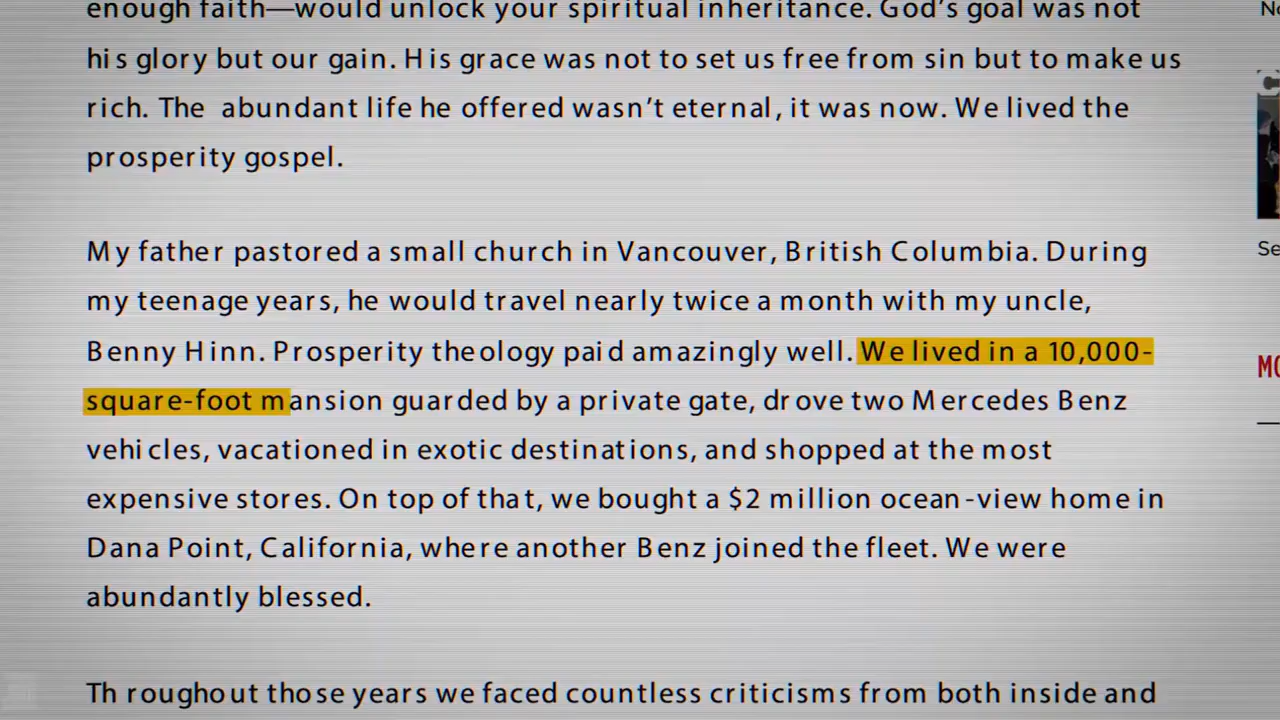 enough faith—would unlock your spiritual inheritance. God's goal was not
his glory but our gain. His grace was not to set us free from sin but to make us
rich. The abundant life he offered wasn't eternal, it was now. We lived the
prosperity gospel.
My father pastored a small church in Vancouver, British Columbia. During
my teenage years, he would travel nearly twice a month with my uncle,
Benny Hinn. Prosperity theology paid amazingly well. We lived in a 10,000-
square-foot mansion guarded by a private gate, drove two Mercedes Benz
vehicles, vacationed in exotic destinations, and shopped at the most
expensive stores. On top of that, we bought a $2 million ocean-view home in
Dana Point, California, where another Benz joined the fleet. We were
abundantly blessed.
Throughout those years we faced countless criticisms from both inside and